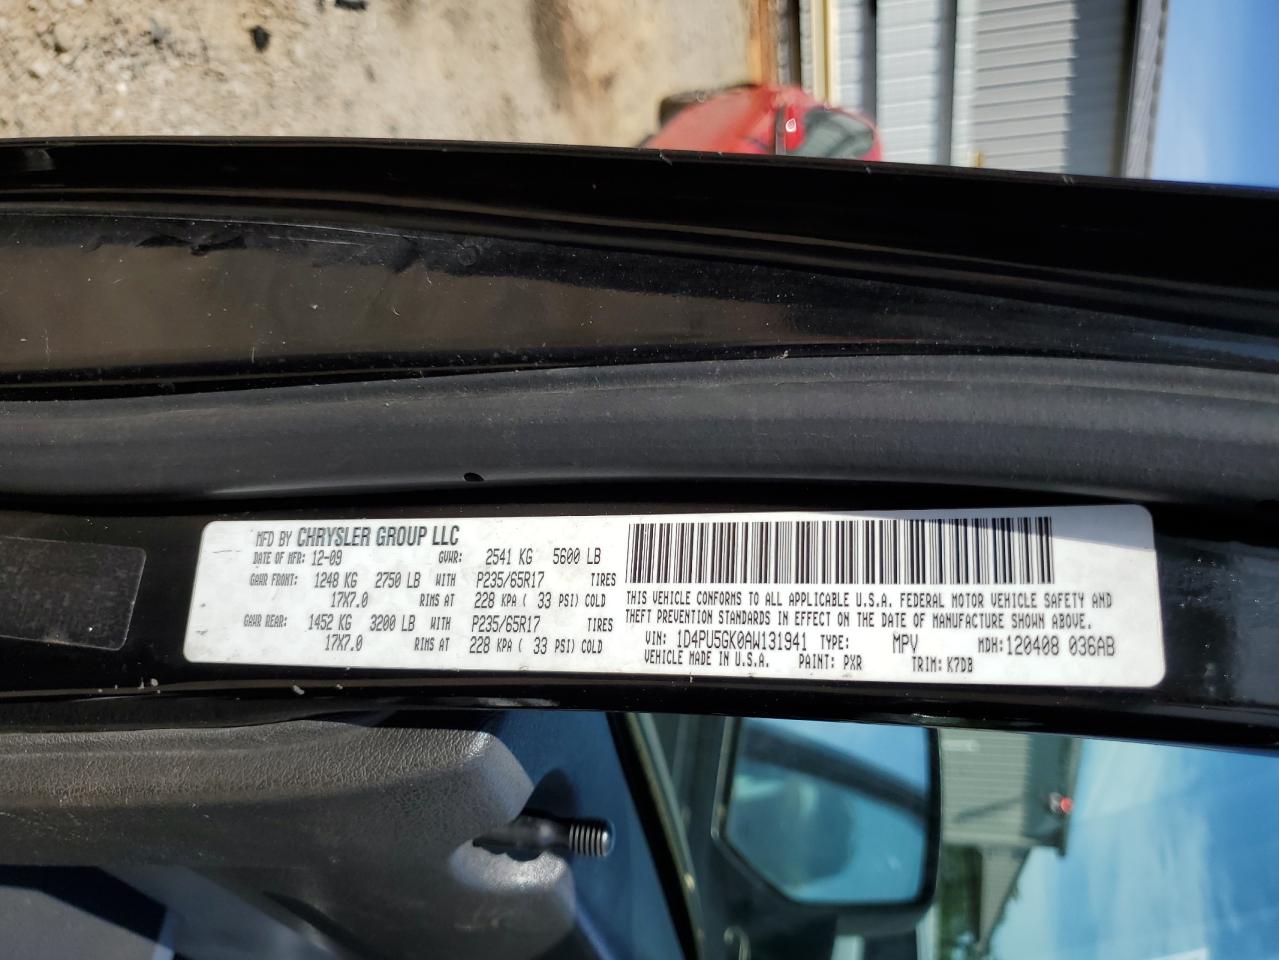 MFD BY CHRYSLER GROUP LLC
DATE OF MFR: 12-09 GVWR: 2541 KG 5600 LB
GAWR FRONT: 1248 KG 2750 LB WITH P235/65R17 TIRES
17X7.0 RIMS AT 228 KPA ( 33 PSI) COLD
GAWR REAR: 1452 KG 3200 LB WITH P235/65R17 TIRES
17X7.0 RIMS AT 228 KPA ( 33 PSI) COLD
THIS VEHICLE CONFORMS TO ALL APPLICABLE U.S.A. FEDERAL MOTOR VEHICLE SAFETY AND
THEFT PREVENTION STANDARDS IN EFFECT ON THE DATE OF MANUFACTURE SHOWN ABOVE.
VIN: 1D4PU5GK0AW131941 TYPE: MPV MDH: 120408 036AB
VEHICLE MADE IN U.S.A. PAINT: PXR TRIM: K7DB